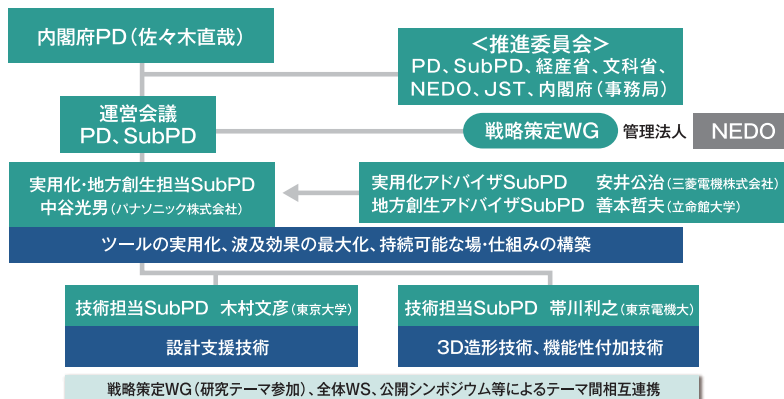 内閣府PD（佐々木直哉）
＜推進委員会＞
PD、SubPD、経産省、文科省、
NEDO、JST、内閣府（事務局）
運営会議
PD、SubPD
戦略策定WG
管理法人
NEDO
実用化・地方創生担当SubPD
中谷光男（パナソニック株式会社）
実用化アドバイザSubPD 安井公治（三菱電機株式会社）
地方創生アドバイザSubPD 善本哲夫（立命館大学）
ツールの実用化、波及効果の最大化、持続可能な場・仕組みの構築
技術担当SubPD 木村文彦（東京大学）
設計支援技術
技術担当SubPD 帯川利之（東京電機大）
3D造形技術、機能性付加技術
戦略策定WG（研究テーマ参加）、全体WS、公開シンポジウム等によるテーマ間相互連携